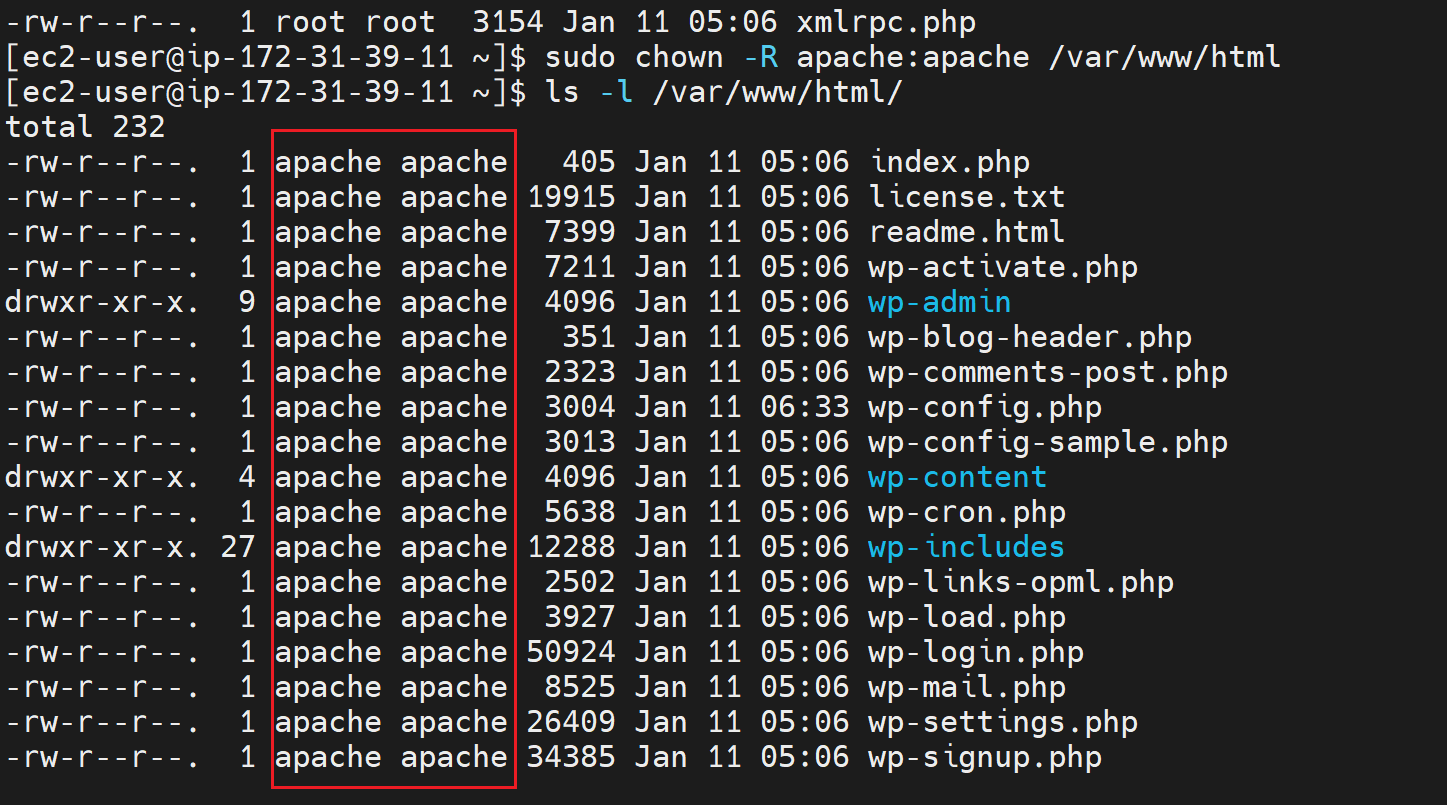 -rw-r--r--.  1 root root  3154 Jan 11 05:06 xmlrpc.php
[ec2-user@ip-172-31-39-11 ~]$ sudo chown -R apache:apache /var/www/html
[ec2-user@ip-172-31-39-11 ~]$ ls -l /var/www/html/
total 232
-rw-r--r--.  1 apache apache   405 Jan 11 05:06 index.php
-rw-r--r--.  1 apache apache 19915 Jan 11 05:06 license.txt
-rw-r--r--.  1 apache apache  7399 Jan 11 05:06 readme.html
-rw-r--r--.  1 apache apache  7211 Jan 11 05:06 wp-activate.php
drwxr-xr-x.  9 apache apache  4096 Jan 11 05:06 wp-admin
-rw-r--r--.  1 apache apache   351 Jan 11 05:06 wp-blog-header.php
-rw-r--r--.  1 apache apache  2323 Jan 11 05:06 wp-comments-post.php
-rw-r--r--.  1 apache apache  3004 Jan 11 06:33 wp-config.php
-rw-r--r--.  1 apache apache  3013 Jan 11 05:06 wp-config-sample.php
drwxr-xr-x.  4 apache apache  4096 Jan 11 05:06 wp-content
-rw-r--r--.  1 apache apache  5638 Jan 11 05:06 wp-cron.php
drwxr-xr-x. 27 apache apache 12288 Jan 11 05:06 wp-includes
-rw-r--r--.  1 apache apache  2502 Jan 11 05:06 wp-links-opml.php
-rw-r--r--.  1 apache apache  3927 Jan 11 05:06 wp-load.php
-rw-r--r--.  1 apache apache 50924 Jan 11 05:06 wp-login.php
-rw-r--r--.  1 apache apache  8525 Jan 11 05:06 wp-mail.php
-rw-r--r--.  1 apache apache 26409 Jan 11 05:06 wp-settings.php
-rw-r--r--.  1 apache apache 34385 Jan 11 05:06 wp-signup.php